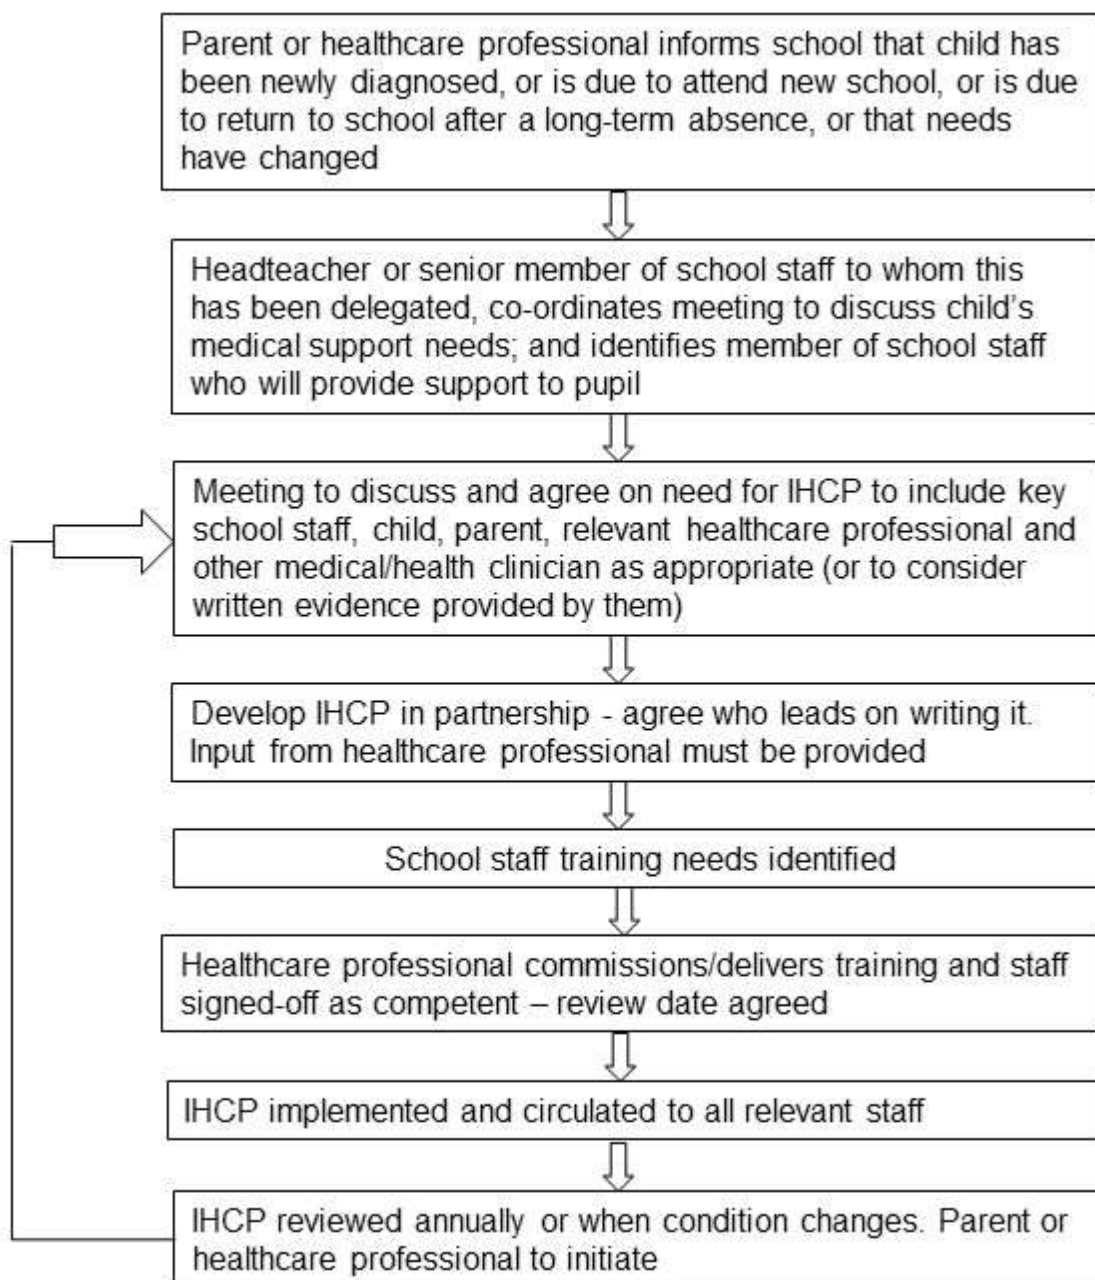 Parent or healthcare professional informs school that child has
been newly diagnosed, or is due to attend new school, or is due
to return to school after a long-term absence, or that needs
have changed
Headteacher or senior member of school staff to whom this
has been delegated, co-ordinates meeting to discuss child's
medical support needs; and identifies member of school staff
who will provide support to pupil
Meeting to discuss and agree on need for IHCP to include key
school staff, child, parent, relevant healthcare professional and
other medical/health clinician as appropriate (or to consider
written evidence provided by them)
Develop IHCP in partnership - agree who leads on writing it.
Input from healthcare professional must be provided
School staff training needs identified
Healthcare professional commissions/delivers training and staff
signed-off as competent – review date agreed
IHCP implemented and circulated to all relevant staff
IHCP reviewed annually or when condition changes. Parent or
healthcare professional to initiate